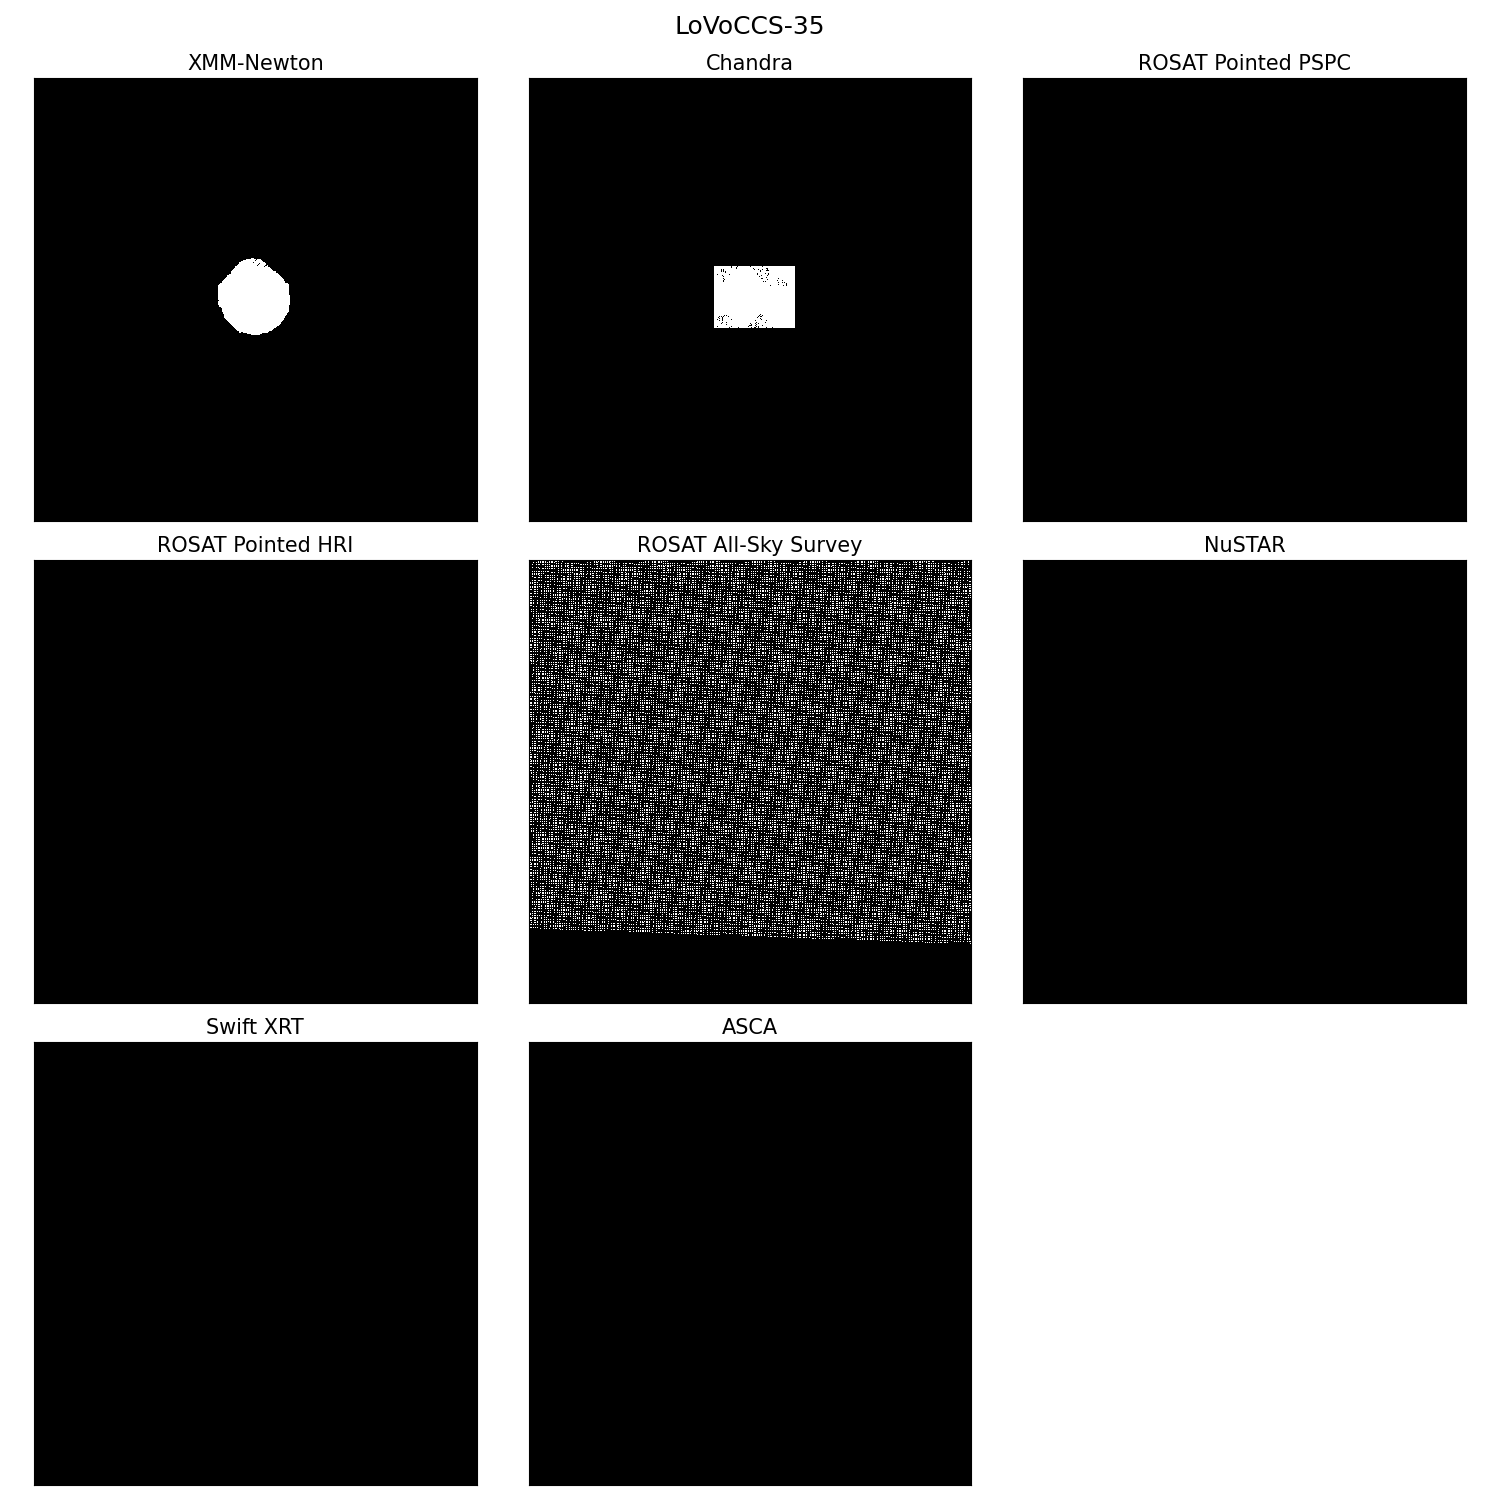 LoVoCCS-35
XMM-Newton
Chandra
ROSAT Pointed PSPC
ROSAT Pointed HRI
ROSAT All-Sky Survey
NuSTAR
Swift XRT
ASCA